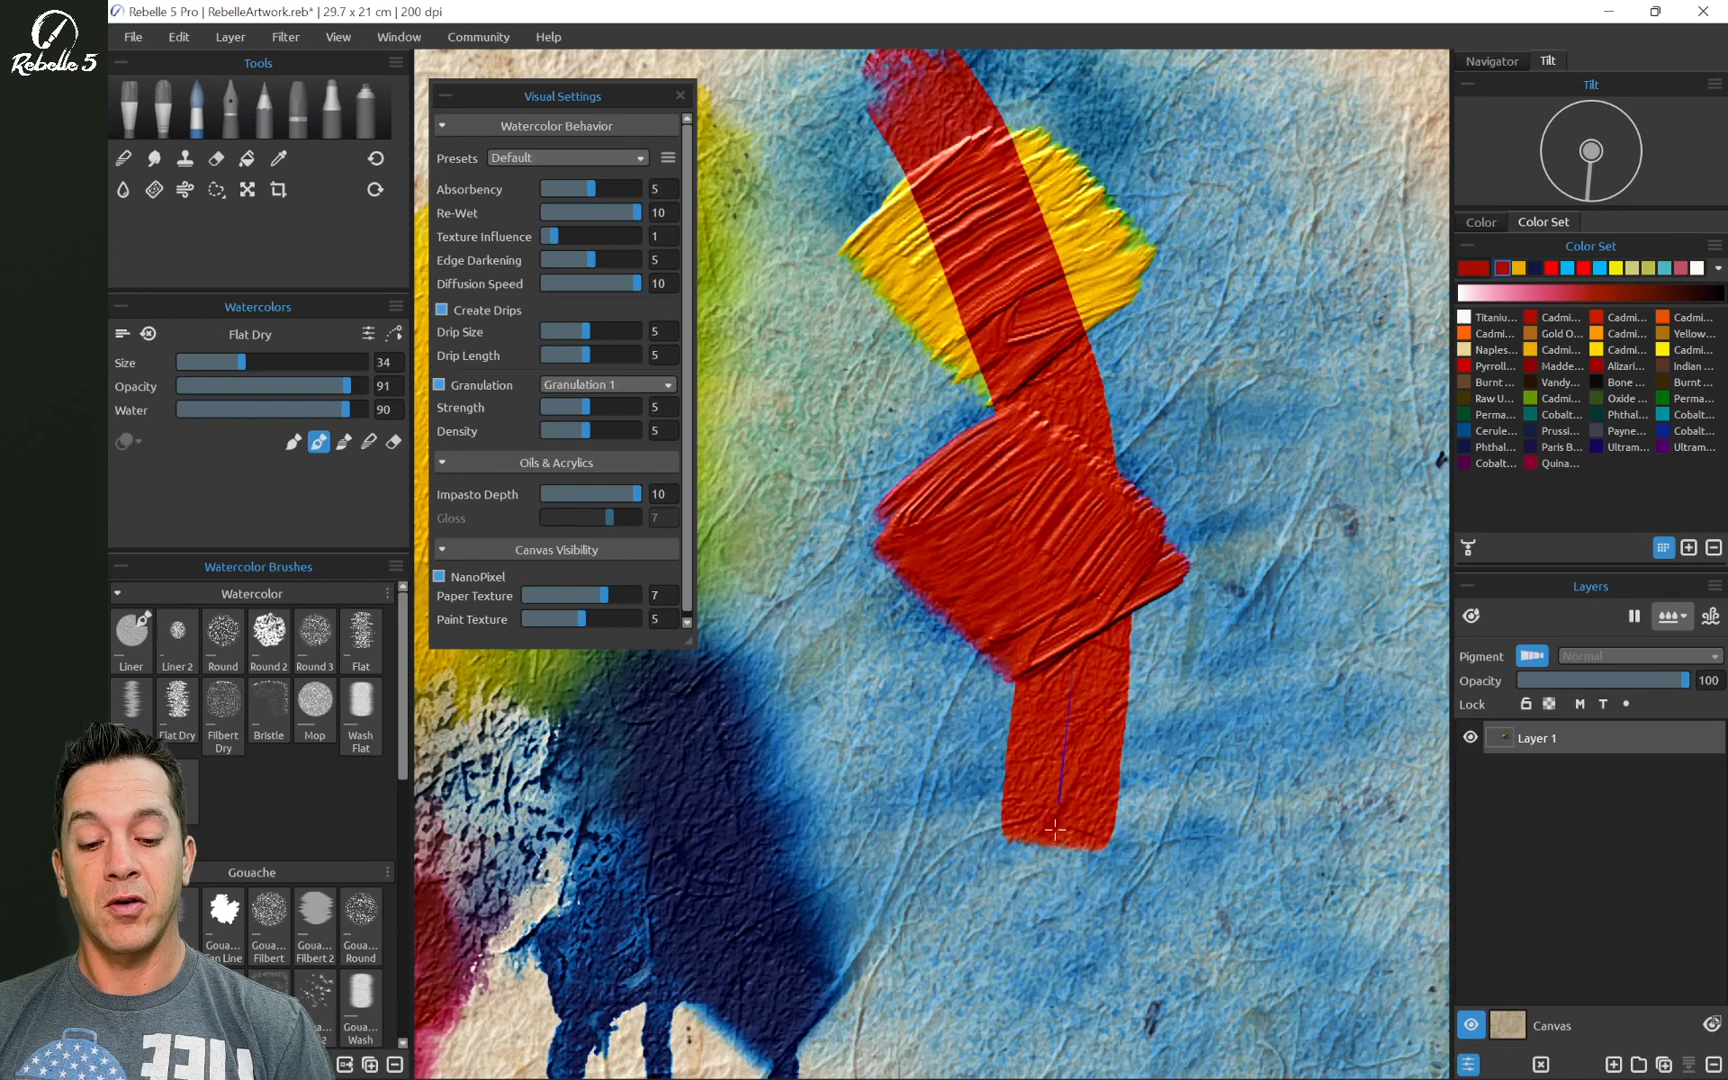 Rebelle 5 Pro | RebelleArtwork.reb* | 29.7 x 21 cm | 200 dpi
Rebelle 5
File Edit Layer Filter View Window Community Help
Tools
Watercolors
Flat Dry
Size 34
Opacity 91
Water 90
Watercolor Brushes
Watercolor
Liner Liner 2 Round Round 2 Round 3 Flat
Flat Dry Filbert Dry Bristle Mop Wash Flat
Gouache
Goua... an Line Goua... Filbert Goua... Filbert 2 Goua... Round
Goua... Wash
Visual Settings
Watercolor Behavior
Presets Default
Absorbency 5
Re-Wet 10
Texture Influence 1
Edge Darkening 5
Diffusion Speed 10
Create Drips
Drip Size 5
Drip Length 5
Granulation Granulation 1
Strength 5
Density 5
Oils & Acrylics
Impasto Depth 10
Gloss 7
Canvas Visibility
NanoPixel
Paper Texture 7
Paint Texture 5
Navigator Tilt
Tilt
Color Color Set
Color Set
Titaniu... Cadmi... Cadmi... Cadmi...
Cadmi... Gold O... Cadmi... Yellow...
Naples... Cadmi... Cadmi... Cadmi...
Pyrroll... Madde... Alizari... Indian ...
Burnt ... Vandy... Bone ... Burnt ...
Raw U... Cadmi... Oxide ... Perma...
Perma... Cobalt... Phthal... Cobalt...
Cerule... Prussi... Payne... Cobalt...
Phthal... Paris B... Ultram... Ultram...
Cobalt... Quina...
Layers
Pigment Normal
Opacity 100
Lock M T
Layer 1
Canvas